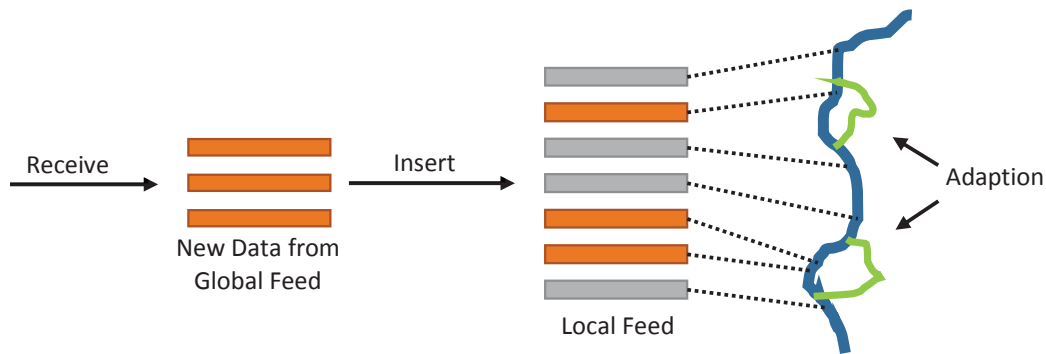 Receive
New Data from
Global Feed
Insert
Local Feed
Adaption